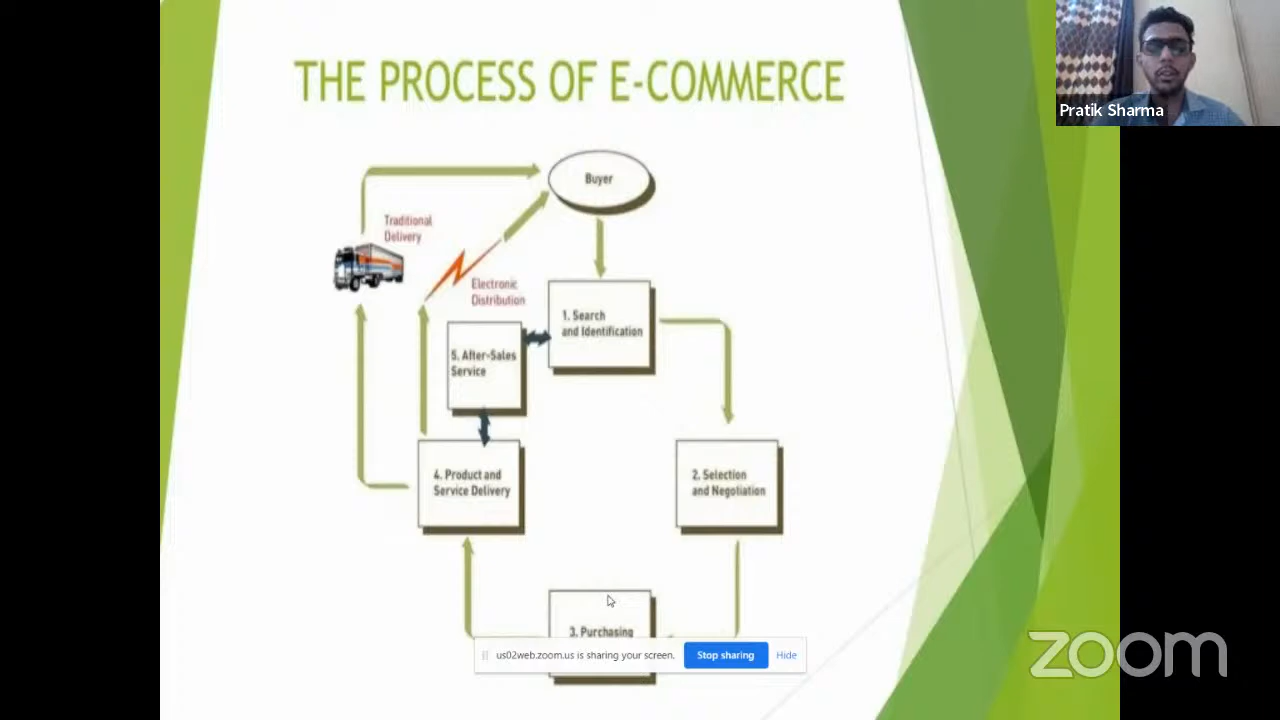 THE PROCESS OF E-COMMERCE
Pratik Sharma
Buyer
Traditional
Delivery
Electronic
Distribution
1. Search
and Identification
5. After-Sales
Service
4. Product and
Service Delivery
2. Selection
and Negotiation
3. Purchasing
us02web.zoom.us is sharing your screen.
Stop sharing
Hide
zoom